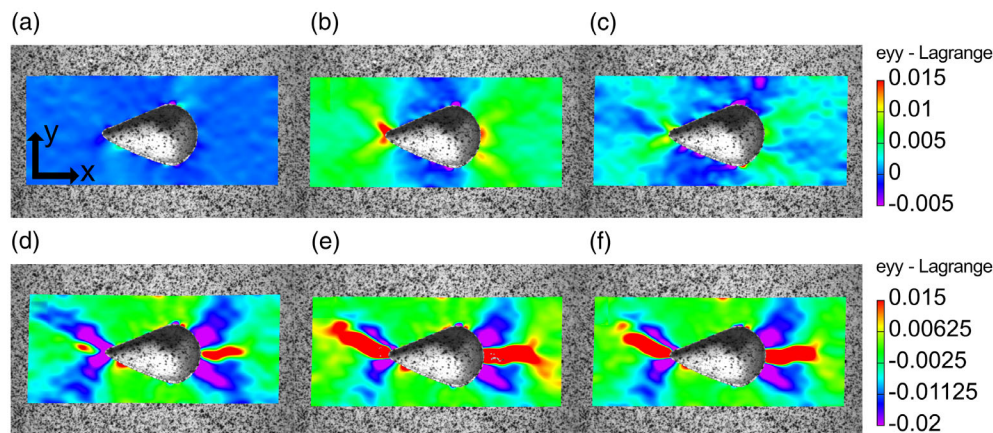 (a) (b) (c)
eyy - Lagrange
0.015
0.01
0.005
0
-0.005
y
x
(d) (e) (f)
eyy - Lagrange
0.015
0.00625
-0.0025
-0.01125
-0.02